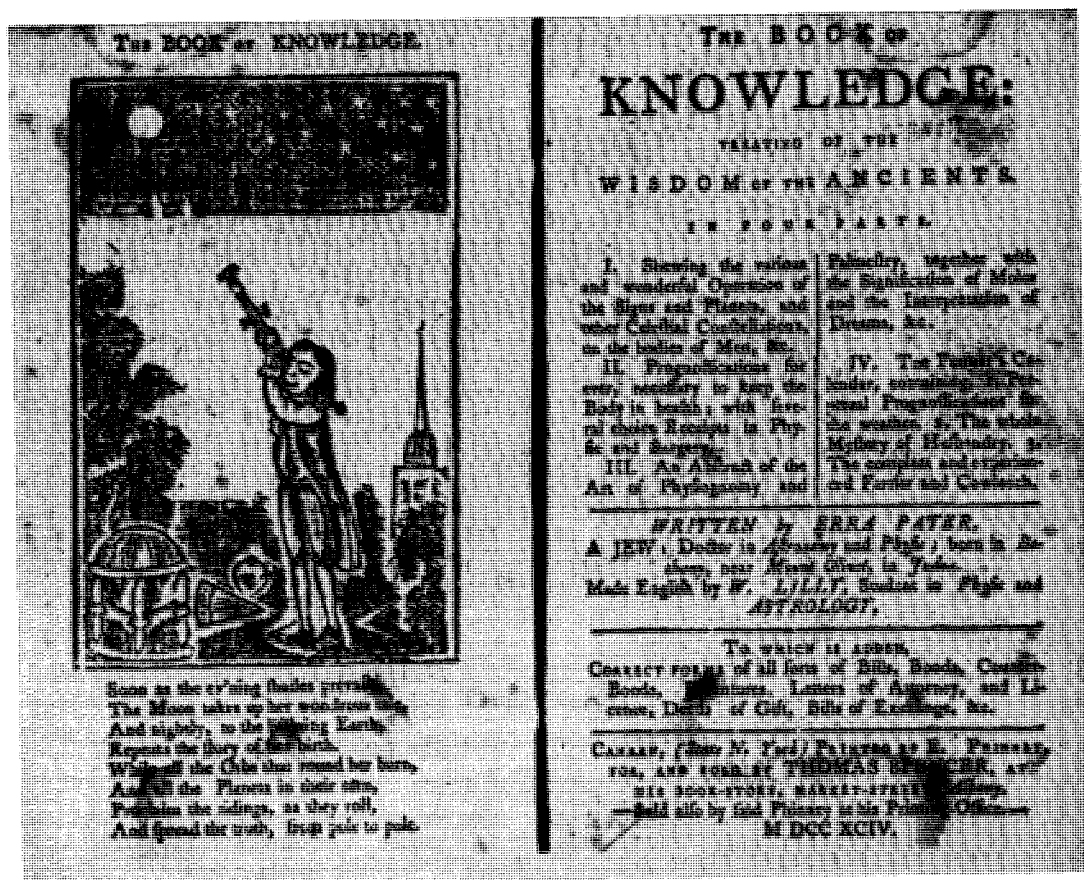 THE BOOK OF KNOWLEDGE.
Soon as the ev'ning shades prevail,
The Moon takes up her wondrous tale,
And nightly, to the listning Earth,
Repeats the story of her birth.
While all the Orbs that round her burn,
And all the Planets in their turn,
Proclaim the tidings, as they roll,
And spread the truth, from pole to pole.
THE BOOK OF
KNOWLEDGE:
TREATING OF THE
WISDOM OF THE ANCIENTS.
IN FOUR PARTS.
I. Shewing the various
and wonderful Operation of
the Signs and Planets, and
other Celestial Constellations,
on the bodies of Men, &c.
II. Prognostications for
ever, necessary to keep the
Body in health; with seve-
ral choice Receipts in Phy-
sic and Surgery.
III. An Abstract of the
Art of Physiognomy and
Palmistry, together with
the Signification of Moles
and the Interpretation of
Dreams, &c.
IV. The Farmer's Ca-
lendar, containing, 1. Per-
petual Prognostications for
the weather. 2. The whole
Mystery of Husbandry. 3.
The complete and experien-
ced Farrier and Cowleech.
WRITTEN by ERRA PATER,
A JEW; Doctor in Astronomy and Physic; born in Be-
thany, near Mount Olivet, in Judea.
Made English by W. LILLY, Student in Physic and
ASTROLOGY.
TO WHICH IS ADDED,
CORRECT FORMS of all sorts of Bills, Bonds, Counter-
Bonds, Letters of Attorney, and Li-
cence, Deeds of Gift, Bills of Exchange, &c.
CANAAN, (State N. York) PRINTED BY E. PHINNEY,
FOR, AND SOLD BY THOMAS SPENCER, AT
HIS BOOK-STORE, MARKET-STREET
Sold also by said Phinney at his Printing Office
M DCC XCIV.